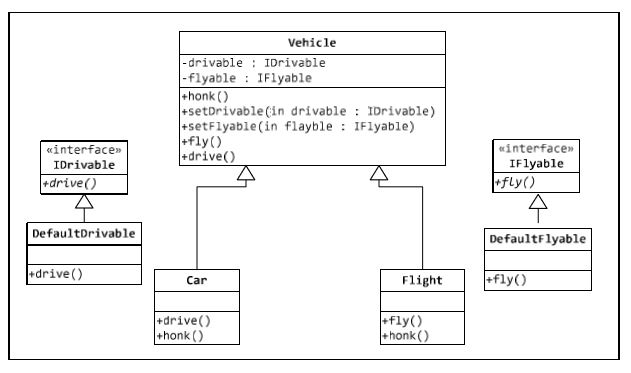 Vehicle
-drivable : IDrivable
-flyable : IFlyable
+honk()
+setDrivable(in drivable : IDrivable)
+setFlyable(in flayble : IFlyable)
+fly()
+drive()
«interface»
IDrivable
+drive()
DefaultDrivable
+drive()
«interface»
IFlyable
+fly()
DefaultFlyable
+fly()
Car
+drive()
+honk()
Flight
+fly()
+honk()